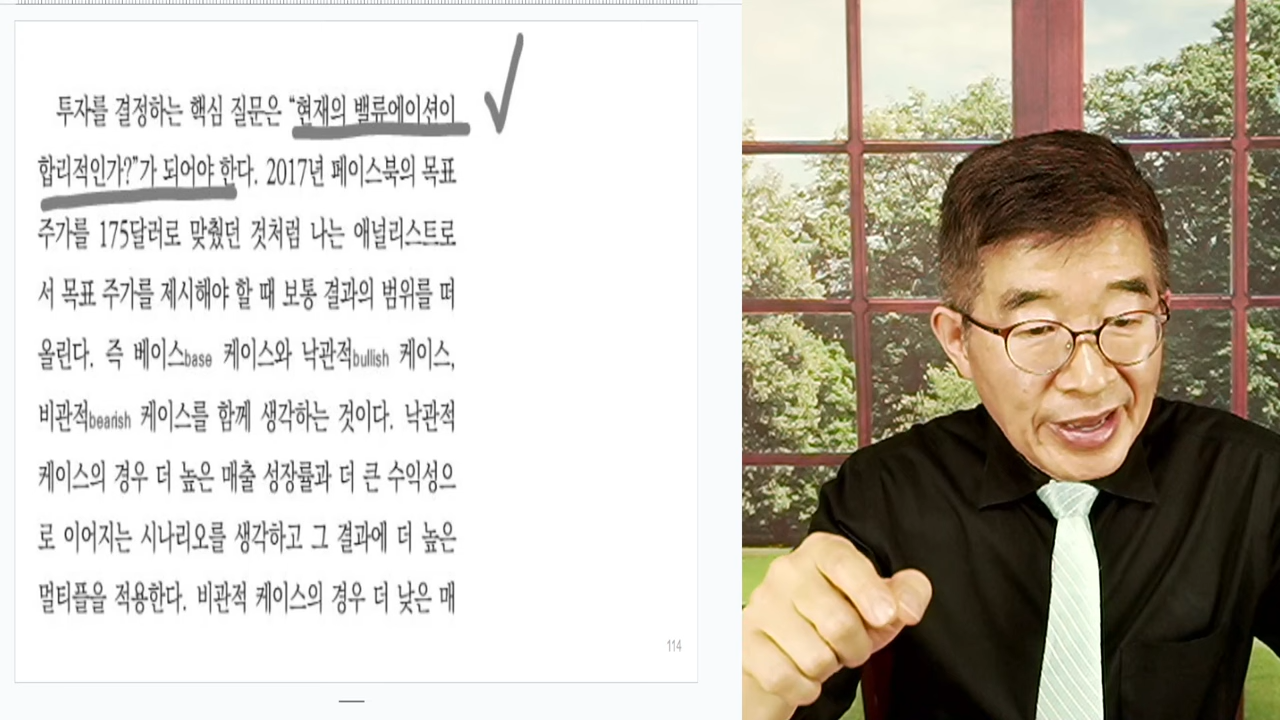 투자를 결정하는 핵심 질문은 “현재의 밸류에이션이
합리적인가?”가 되어야 한다. 2017년 페이스북의 목표
주가를 175달러로 맞췄던 것처럼 나는 애널리스트로
서 목표 주가를 제시해야 할 때 보통 결과의 범위를 떠
올린다. 즉 베이스base 케이스와 낙관적bullish 케이스,
비관적bearish 케이스를 함께 생각하는 것이다. 낙관적
케이스의 경우 더 높은 매출 성장률과 더 큰 수익성으
로 이어지는 시나리오를 생각하고 그 결과에 더 높은
멀티플을 적용한다. 비관적 케이스의 경우 더 낮은 매
114